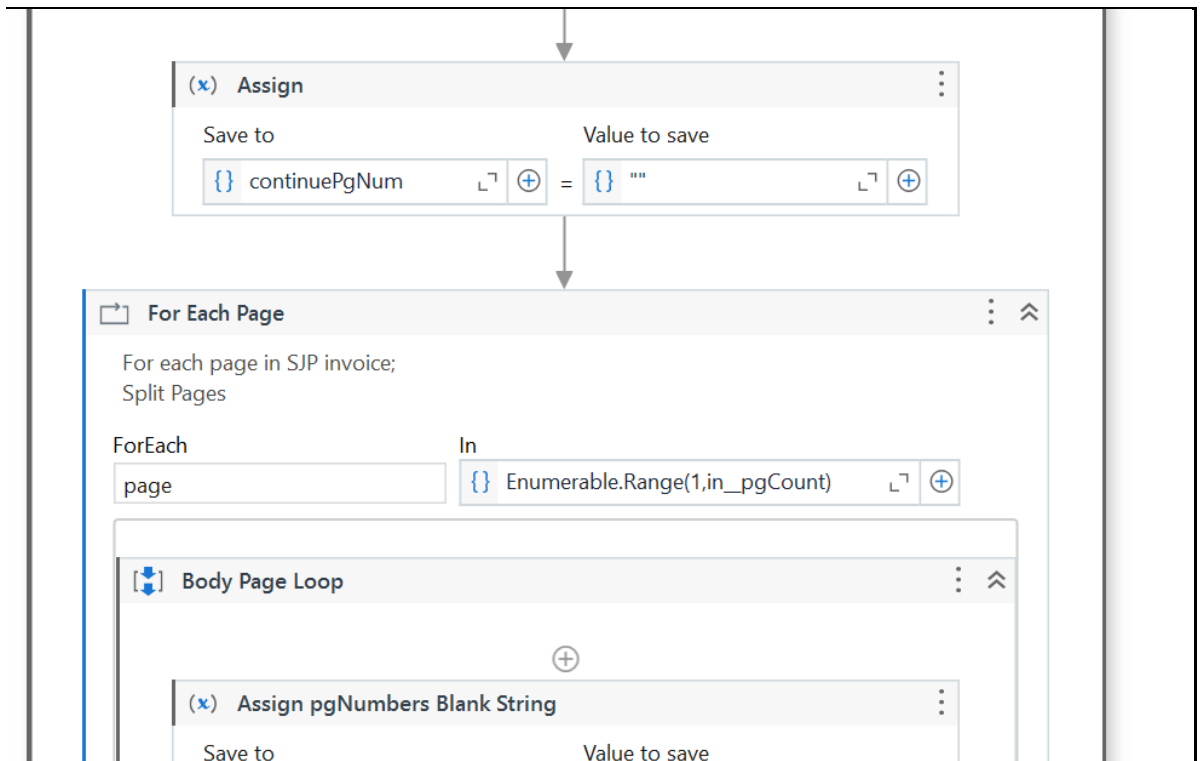 (x) Assign
Save to Value to save
{} continuePgNum = {} ""
For Each Page
For each page in SJP invoice;
Split Pages
ForEach In
page {} Enumerable.Range(1,in__pgCount)
Body Page Loop
(x) Assign pgNumbers Blank String
Save to Value to save